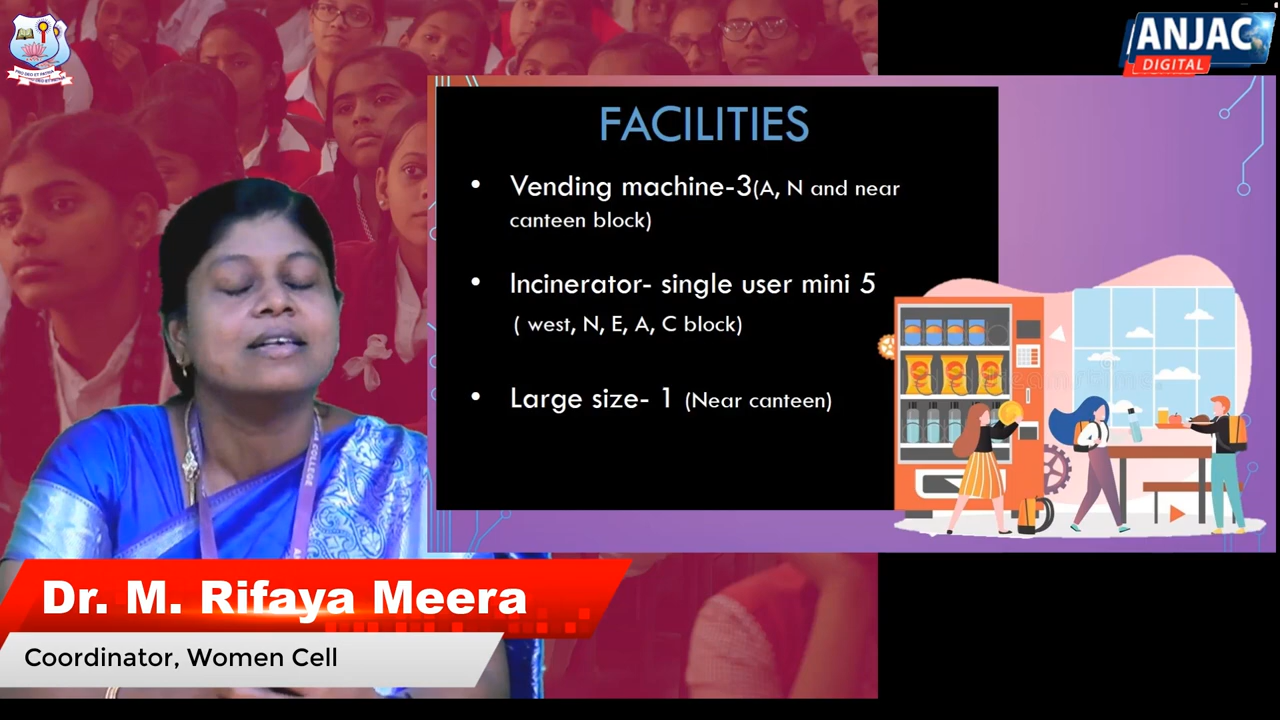 ANJAC
DIGITAL
FACILITIES
• Vending machine-3(A, N and near
canteen block)
• Incinerator- single user mini 5
( west, N, E, A, C block)
• Large size- 1 (Near canteen)
COLLEGE
Dr. M. Rifaya Meera
Coordinator, Women Cell